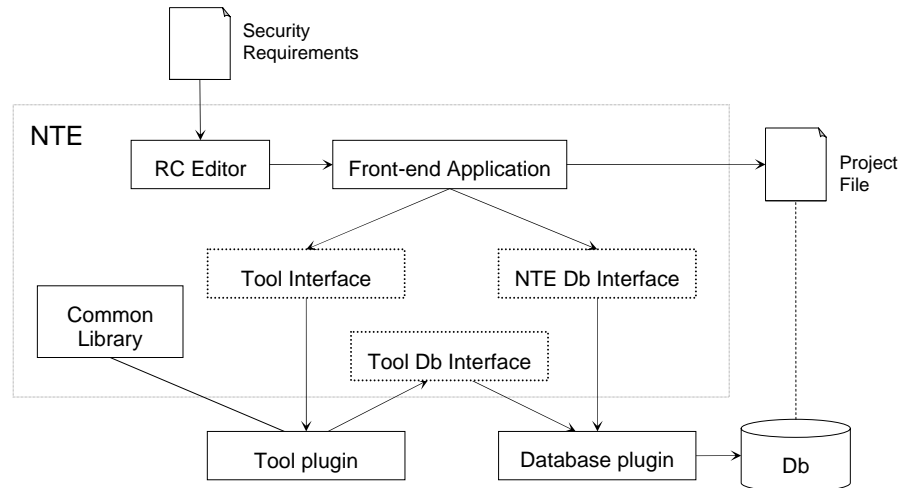 Security
Requirements
NTE
RC Editor
Front-end Application
Project
File
Tool Interface
NTE Db Interface
Common
Library
Tool Db Interface
Tool plugin
Database plugin
Db